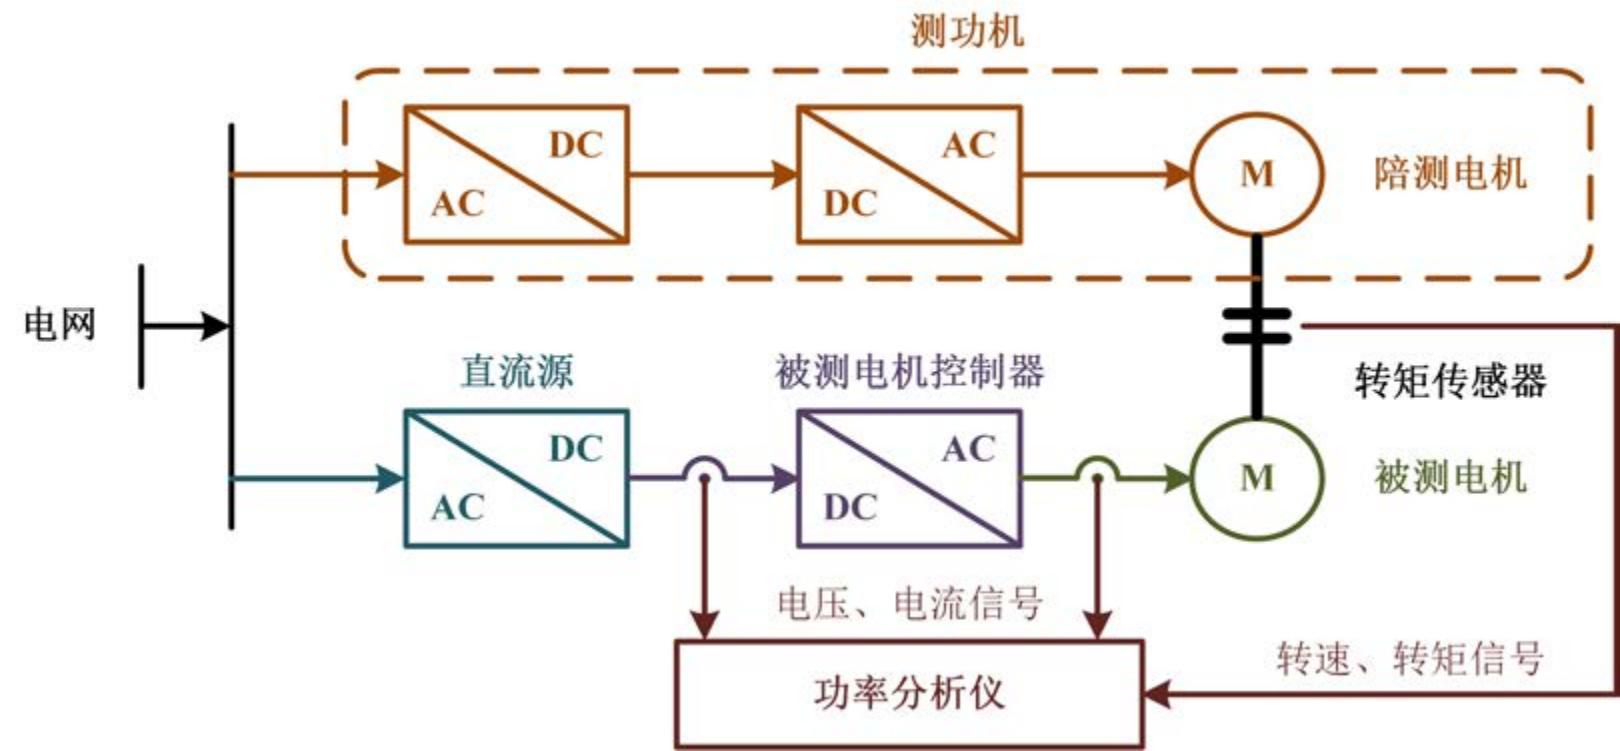 测功机
DC
AC
AC
DC
M
陪测电机
电网
直流源
被测电机控制器
转矩传感器
DC
AC
AC
DC
M
被测电机
电压、电流信号
转速、转矩信号
功率分析仪